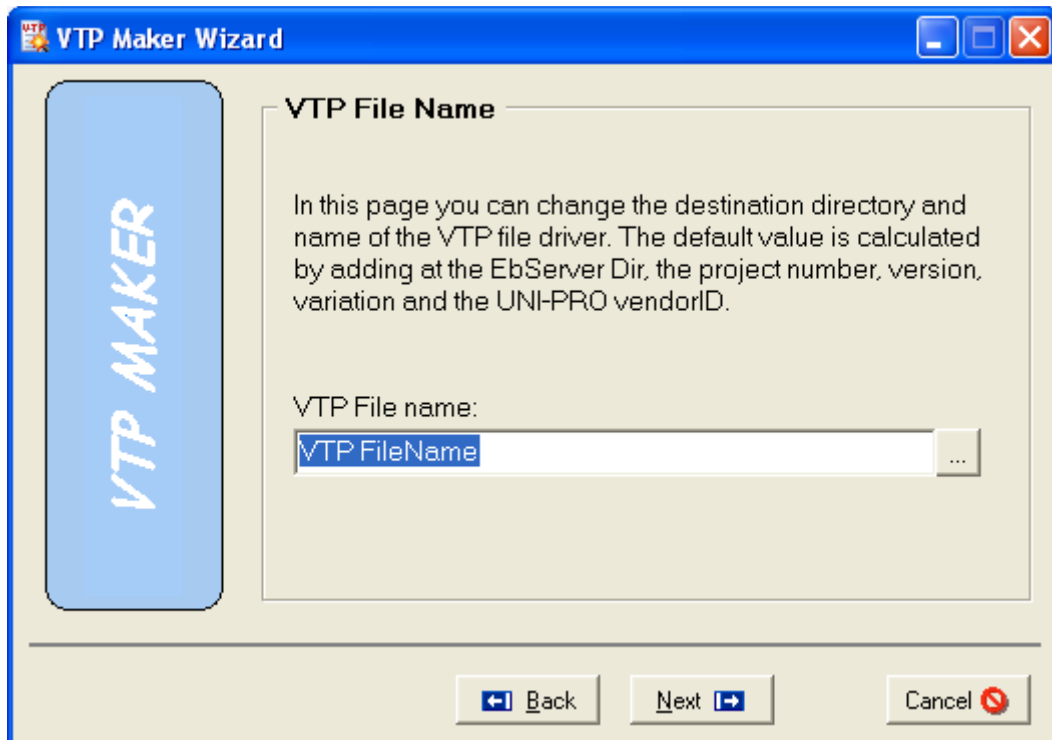 VTP
VTP Maker Wizard
VTP MAKER
VTP File Name
In this page you can change the destination directory and
name of the VTP file driver. The default value is calculated
by adding at the EbServer Dir, the project number, version,
variation and the UNI-PRO vendorID.
VTP File name:
VTP FileName
...
Back
Next
Cancel